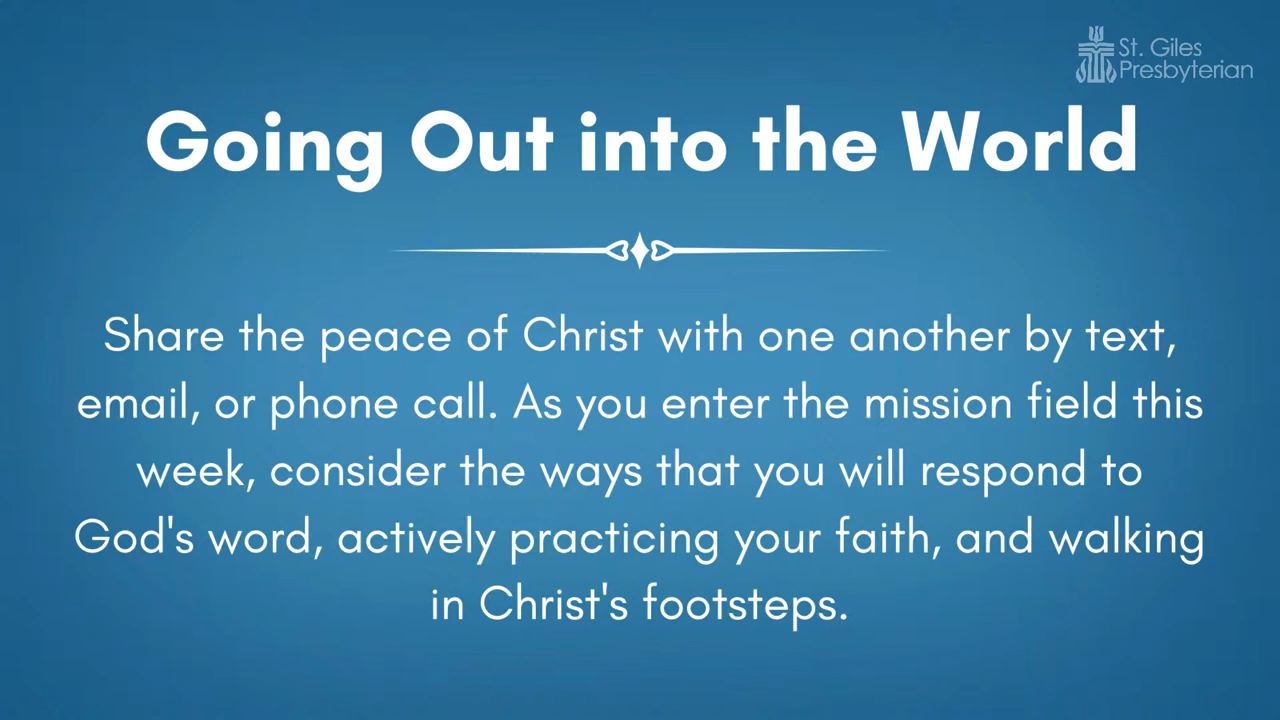 St. Giles
Presbyterian
Going Out into the World
Share the peace of Christ with one another by text,
email, or phone call. As you enter the mission field this
week, consider the ways that you will respond to
God's word, actively practicing your faith, and walking
in Christ's footsteps.